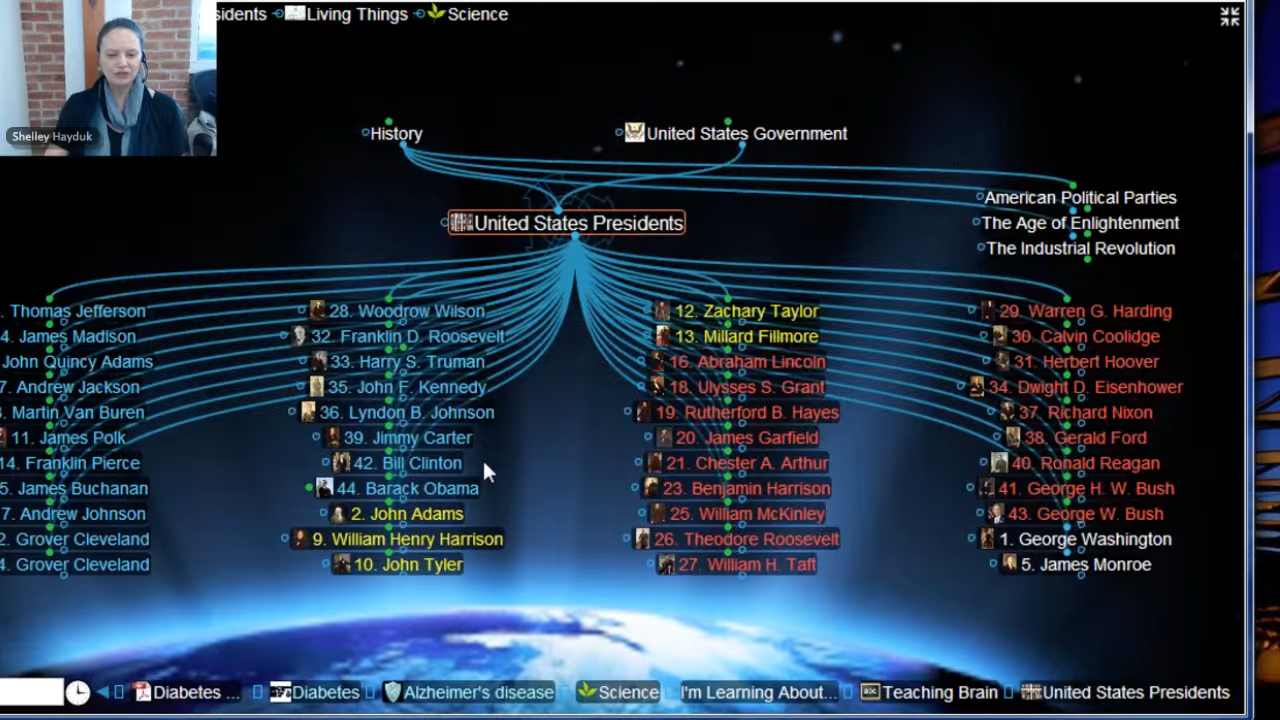 sidents Living Things Science
Shelley Hayduk
History
United States Government
United States Presidents
American Political Parties
The Age of Enlightenment
The Industrial Revolution
. Thomas Jefferson
4. James Madison
John Quincy Adams
7. Andrew Jackson
. Martin Van Buren
11. James Polk
14. Franklin Pierce
5. James Buchanan
7. Andrew Johnson
2. Grover Cleveland
4. Grover Cleveland
28. Woodrow Wilson
32. Franklin D. Roosevelt
33. Harry S. Truman
35. John F. Kennedy
36. Lyndon B. Johnson
39. Jimmy Carter
42. Bill Clinton
44. Barack Obama
2. John Adams
9. William Henry Harrison
10. John Tyler
12. Zachary Taylor
13. Millard Fillmore
16. Abraham Lincoln
18. Ulysses S. Grant
19. Rutherford B. Hayes
20. James Garfield
21. Chester A. Arthur
23. Benjamin Harrison
25. William McKinley
26. Theodore Roosevelt
27. William H. Taft
29. Warren G. Harding
30. Calvin Coolidge
31. Herbert Hoover
34. Dwight D. Eisenhower
37. Richard Nixon
38. Gerald Ford
40. Ronald Reagan
41. George H. W. Bush
43. George W. Bush
1. George Washington
5. James Monroe
Diabetes ... Diabetes Alzheimer's disease Science I'm Learning About... Teaching Brain United States Presidents